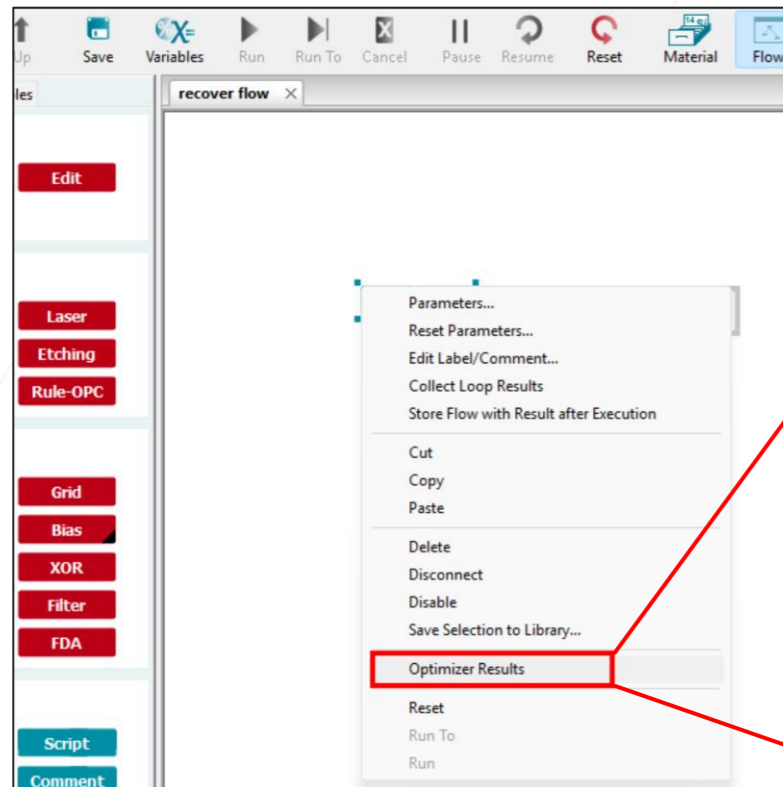 Up Save Variables Run Run To Cancel Pause Resume Reset Material Flow
14 
les
recover flow
Edit
Laser
Etching
Rule-OPC
Grid
Bias
XOR
Filter
FDA
Script
Comment
Parameters...
Reset Parameters...
Edit Label/Comment...
Collect Loop Results
Store Flow with Result after Execution
Cut
Copy
Paste
Delete
Disconnect
Disable
Save Selection to Library...
Optimizer Results
Reset
Run To
Run